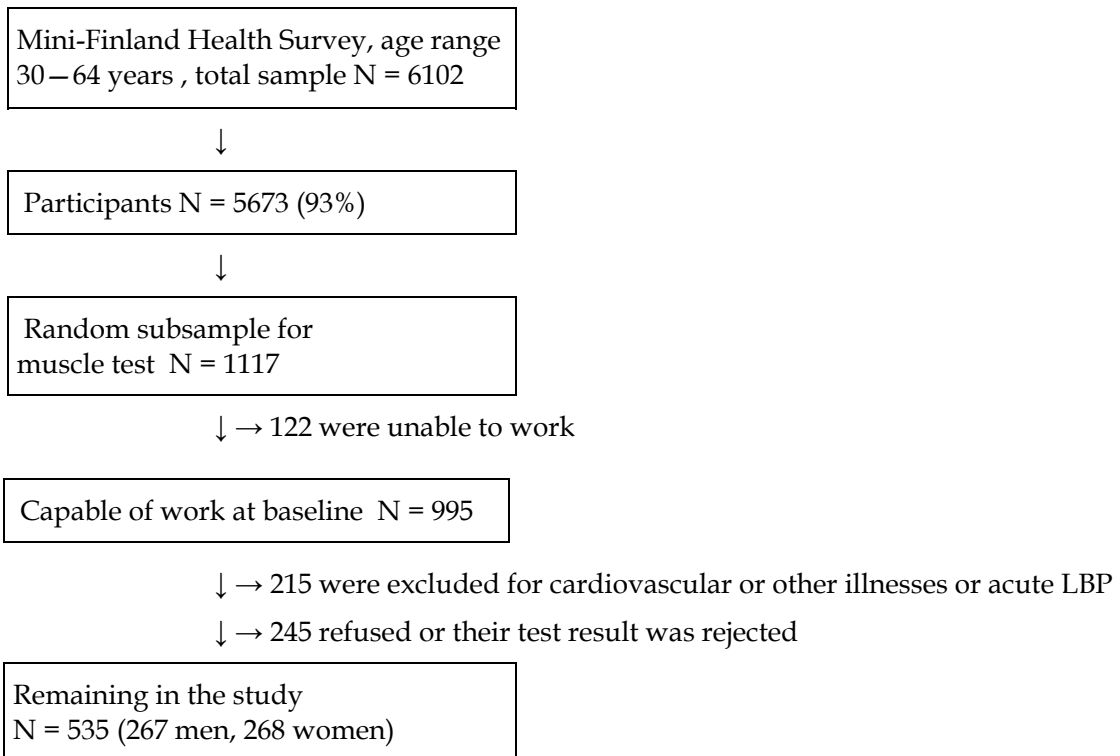 Mini-Finland Health Survey, age range
30—64 years , total sample N = 6102
↓
Participants N = 5673 (93%)
↓
Random subsample for
muscle test N = 1117
↓ → 122 were unable to work
Capable of work at baseline N = 995
↓ → 215 were excluded for cardiovascular or other illnesses or acute LBP
↓ → 245 refused or their test result was rejected
Remaining in the study
N = 535 (267 men, 268 women)